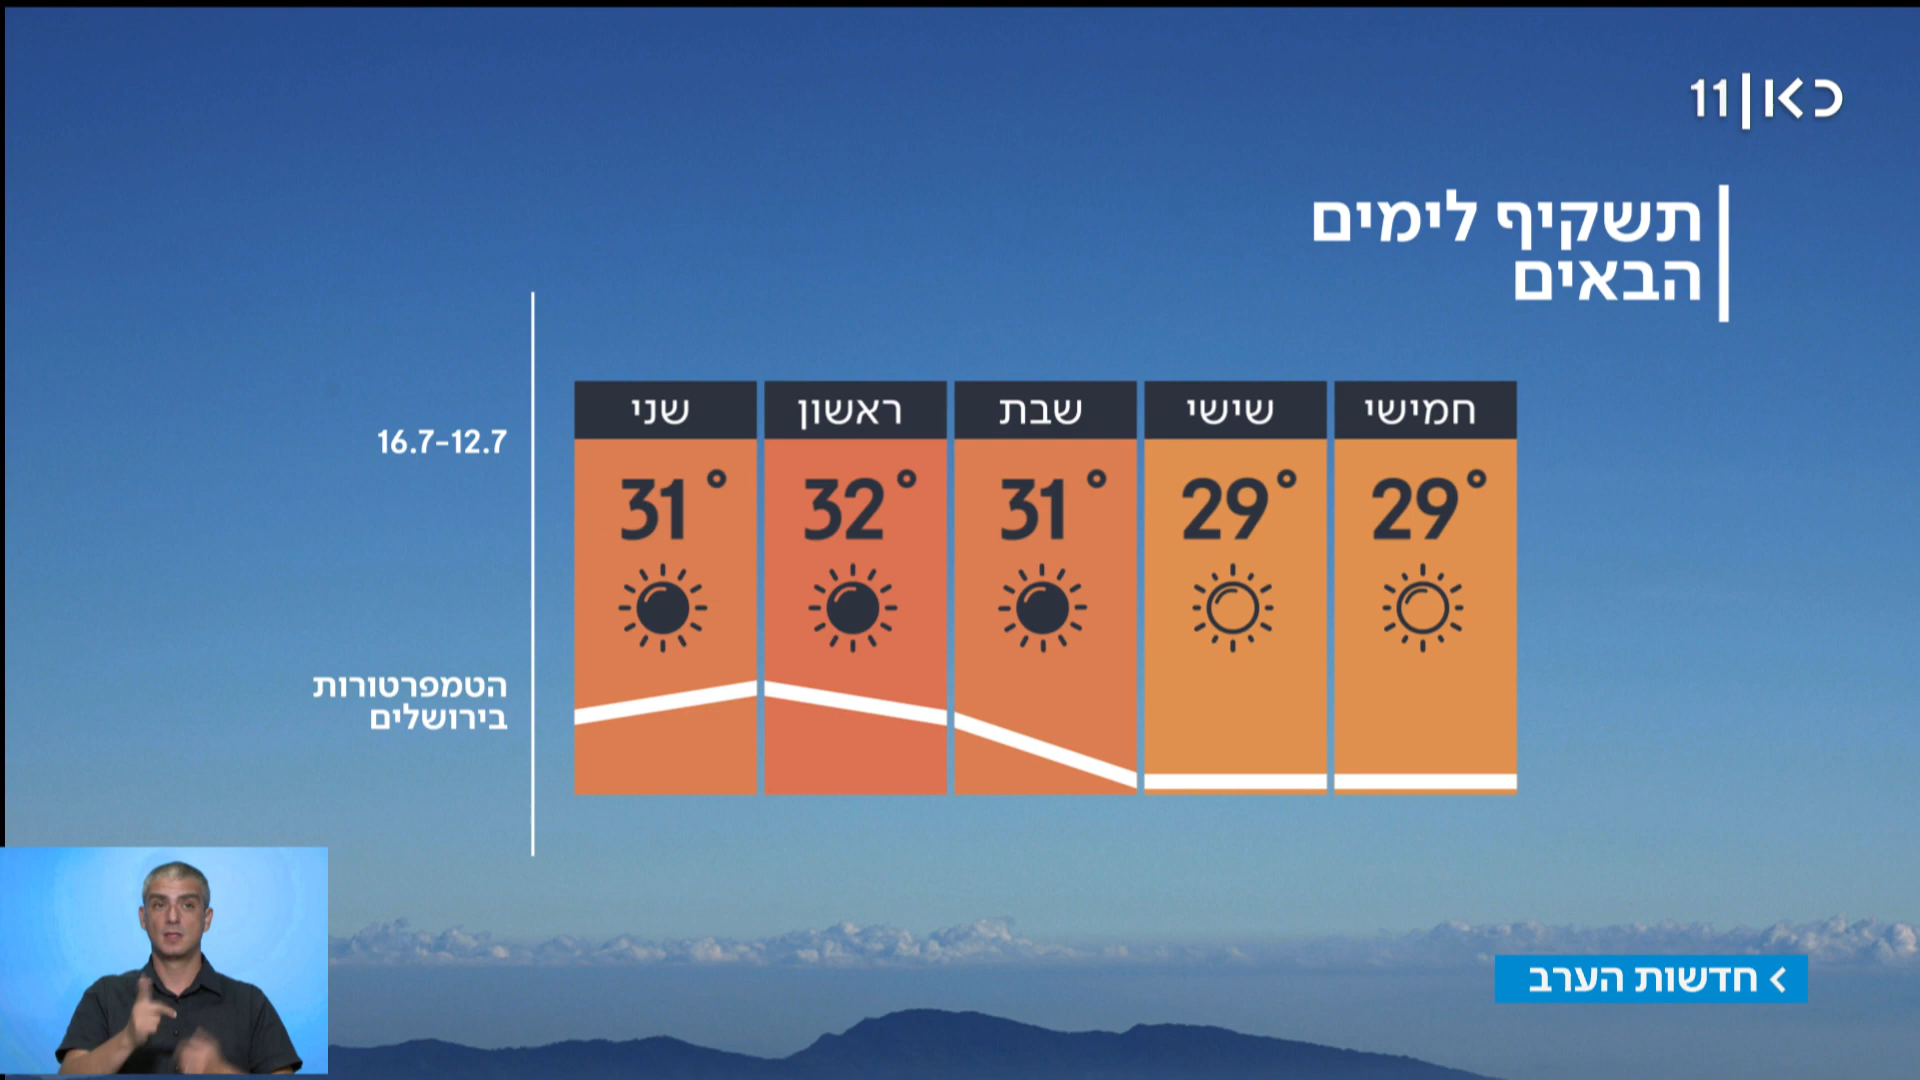 כאן|11
תשקיף לימים
הבאים
חמישי
שישי
שבת
ראשון
שני
29°
29°
31°
32°
31°
16.7-12.7
הטמפרטורות
בירושלים
חדשות הערב